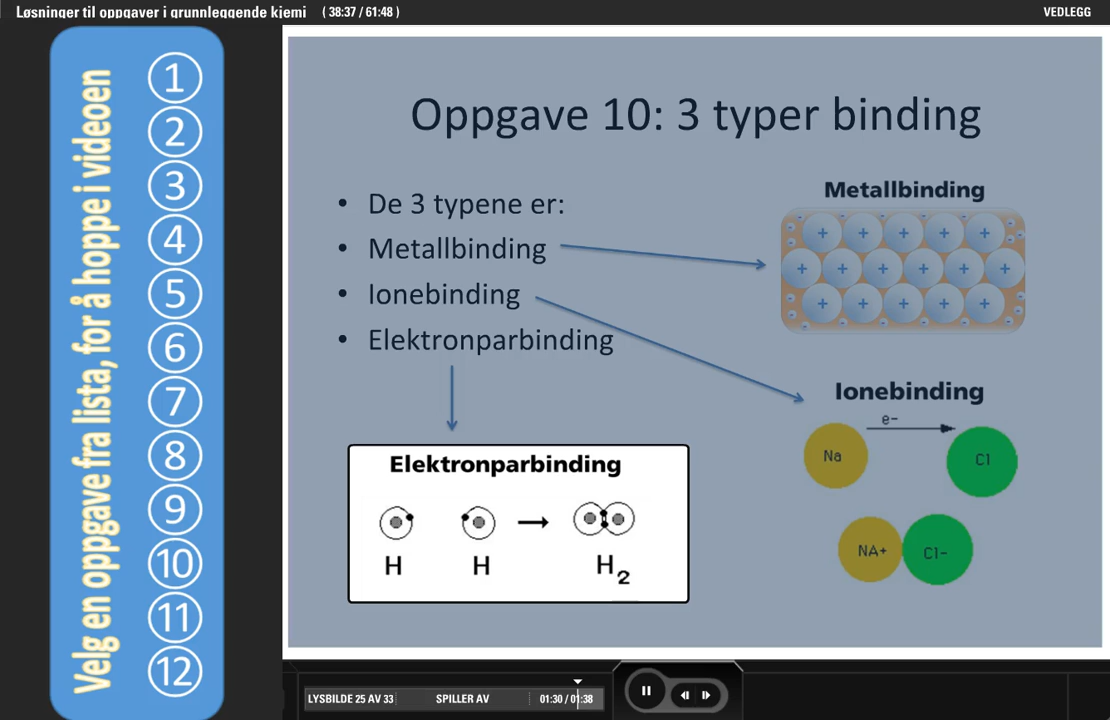 Løsninger til oppgaver i grunnleggende kjemi
( 38:37 / 61:48 )
VEDLEGG
Velg en oppgave fra lista, for å hoppe i videoen
1
2
3
4
5
6
7
8
9
10
11
12
Oppgave 10: 3 typer binding
• De 3 typene er:
• Metallbinding
• Ionebinding
• Elektronparbinding
Metallbinding
+ + + + +
+ + + + + +
+ + + + +
Ionebinding
e-
Na
Cl
NA+
Cl-
Elektronparbinding
H H → H2
LYSBILDE 25 AV 33
SPILLER AV
01:30 / 01:38